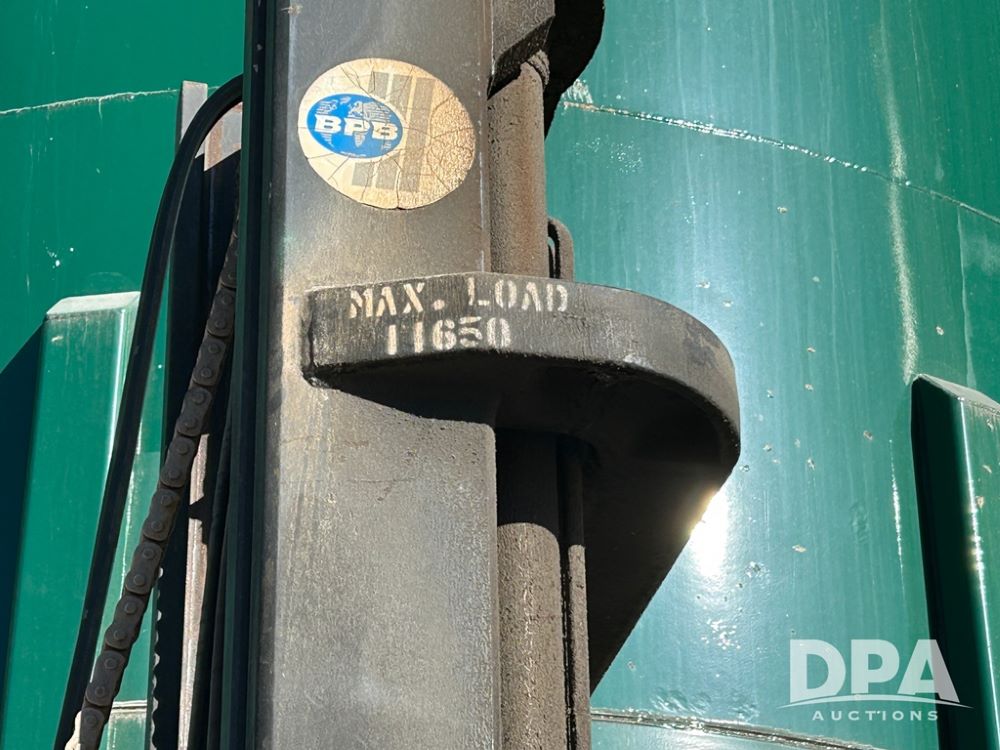 BPB
MAX. LOAD
11650
DPA
AUCTIONS